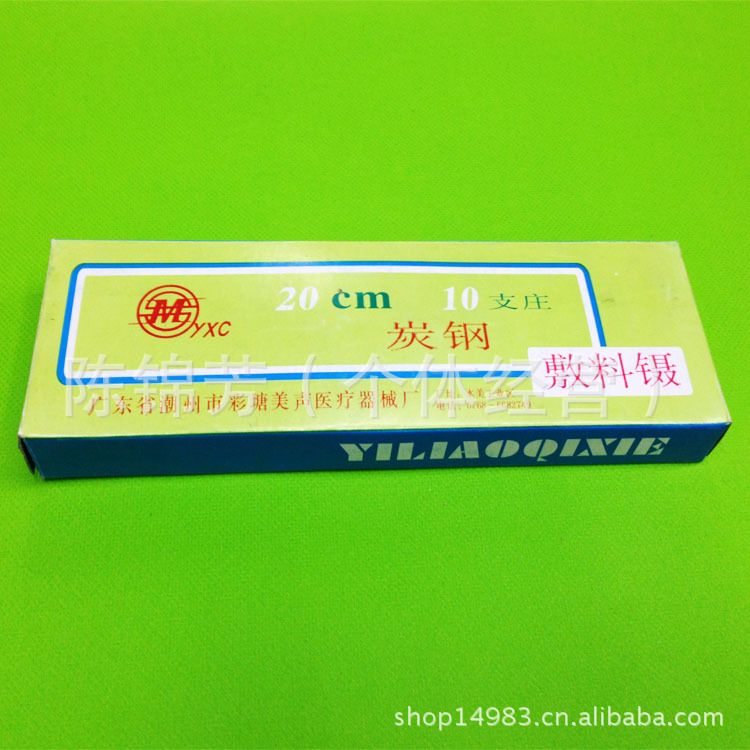 20 cm 10 支庄
SMC YXC
炭钢
敷料镊
陈锦芳（个体经营）
广东省潮州市彩塘美声医疗器械厂
YILIAOQIXIE
shop14983.cn.alibaba.com